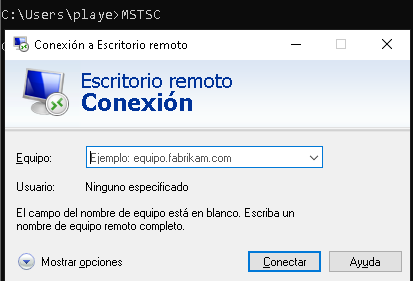 C:\Users\playe>MSTSC
Conexión a Escritorio remoto
Escritorio remoto
Conexión
Equipo:
Ejemplo: equipo.fabrikam.com
Usuario: Ninguno especificado
El campo del nombre de equipo está en blanco. Escriba un
nombre de equipo remoto completo.
Mostrar opciones
Conectar
Ayuda